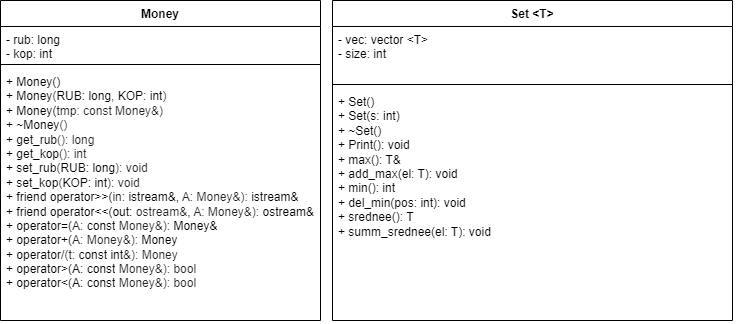 Money
- rub: long
- kop: int
+ Money()
+ Money(RUB: long, KOP: int)
+ Money(tmp: const Money&)
+ ~Money()
+ get_rub(): long
+ get_kop(): int
+ set_rub(RUB: long): void
+ set_kop(KOP: int): void
+ friend operator>>(in: istream&, A: Money&): istream&
+ friend operator<<(out: ostream&, A: Money&): ostream&
+ operator=(A: const Money&): Money&
+ operator+(A: Money&): Money
+ operator/(t: const int&): Money
+ operator>(A: const Money&): bool
+ operator<(A: const Money&): bool
Set <T>
- vec: vector <T>
- size: int
+ Set()
+ Set(s: int)
+ ~Set()
+ Print(): void
+ max(): T&
+ add_max(el: T): void
+ min(): int
+ del_min(pos: int): void
+ srednee(): T
+ summ_srednee(el: T): void